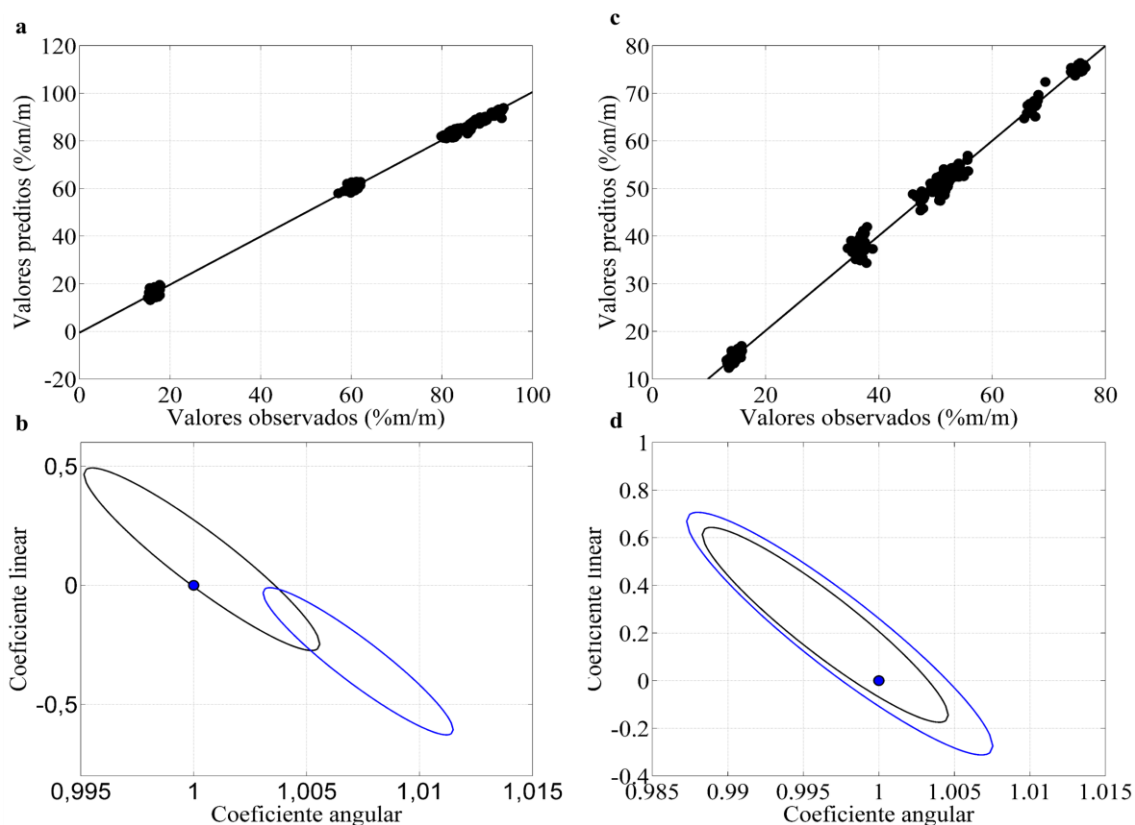 a
120
100
80
60
40
20
0
-20
Valores preditos (%m/m)
0 20 40 60 80 100
Valores observados (%m/m)
c
80
70
60
50
40
30
20
10
Valores preditos (%m/m)
0 20 40 60 80
Valores observados (%m/m)
b
0,5
0
-0,5
Coeficiente linear
0,995 1 1,005 1,01 1,015
Coeficiente angular
d
1
0.8
0.6
0.4
0.2
0
-0.2
-0.4
Coeficiente linear
0.985 0.99 0.995 1 1.005 1.01 1.015
Coeficiente angular